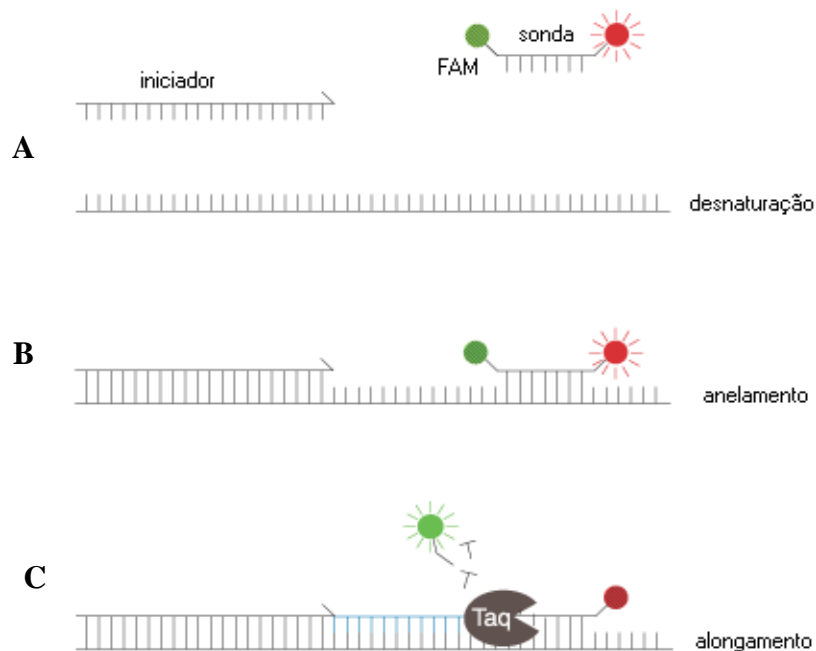 sonda
FAM
iniciador
A
desnaturação
B
anelamento
C
Taq
alongamento